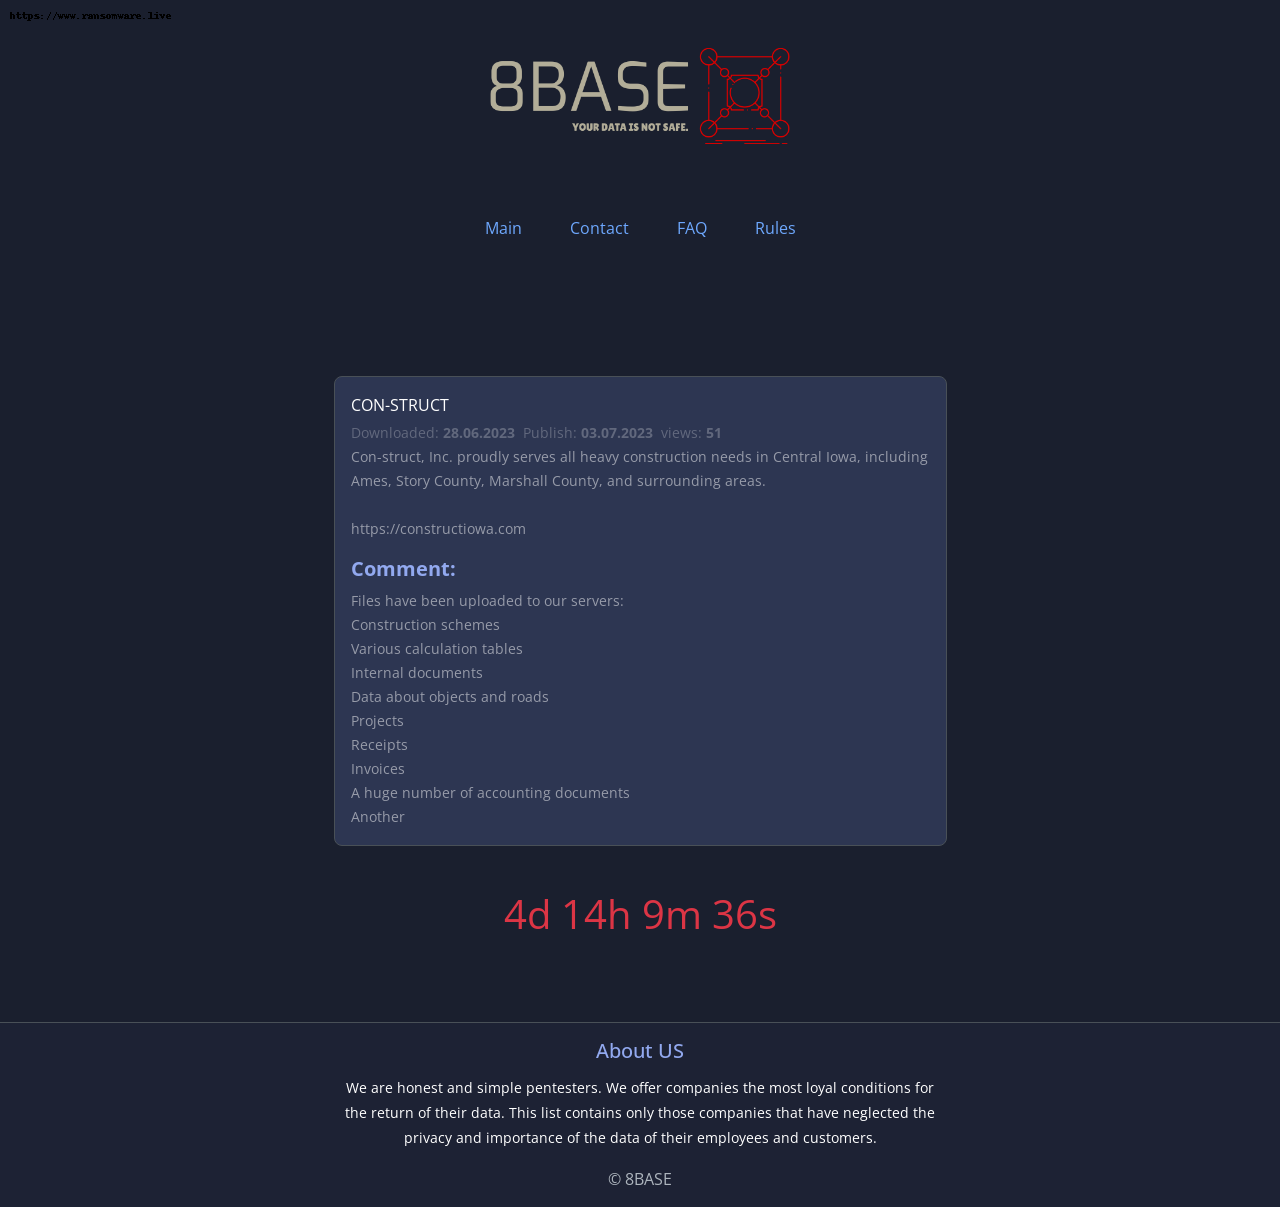 https://www.ransomware.live
8BASE
YOUR DATA IS NOT SAFE.
Main Contact FAQ Rules
CON-STRUCT
Downloaded: 28.06.2023 Publish: 03.07.2023 views: 51
Con-struct, Inc. proudly serves all heavy construction needs in Central Iowa, including
Ames, Story County, Marshall County, and surrounding areas.
https://constructiowa.com
Comment:
Files have been uploaded to our servers:
Construction schemes
Various calculation tables
Internal documents
Data about objects and roads
Projects
Receipts
Invoices
A huge number of accounting documents
Another
4d 14h 9m 36s
About US
We are honest and simple pentesters. We offer companies the most loyal conditions for
the return of their data. This list contains only those companies that have neglected the
privacy and importance of the data of their employees and customers.
© 8BASE